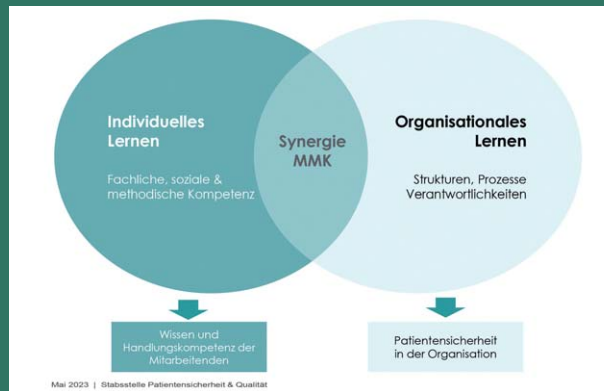 Individuelles
Lernen
Fachliche, soziale &
methodische Kompetenz
Synergie
MMK
Organisationales
Lernen
Strukturen, Prozesse
Verantwortlichkeiten
Wissen und
Handlungskompetenz der
Mitarbeitenden
Patientensicherheit
in der Organisation
Mai 2023 | Stabsstelle Patientensicherheit & Qualität